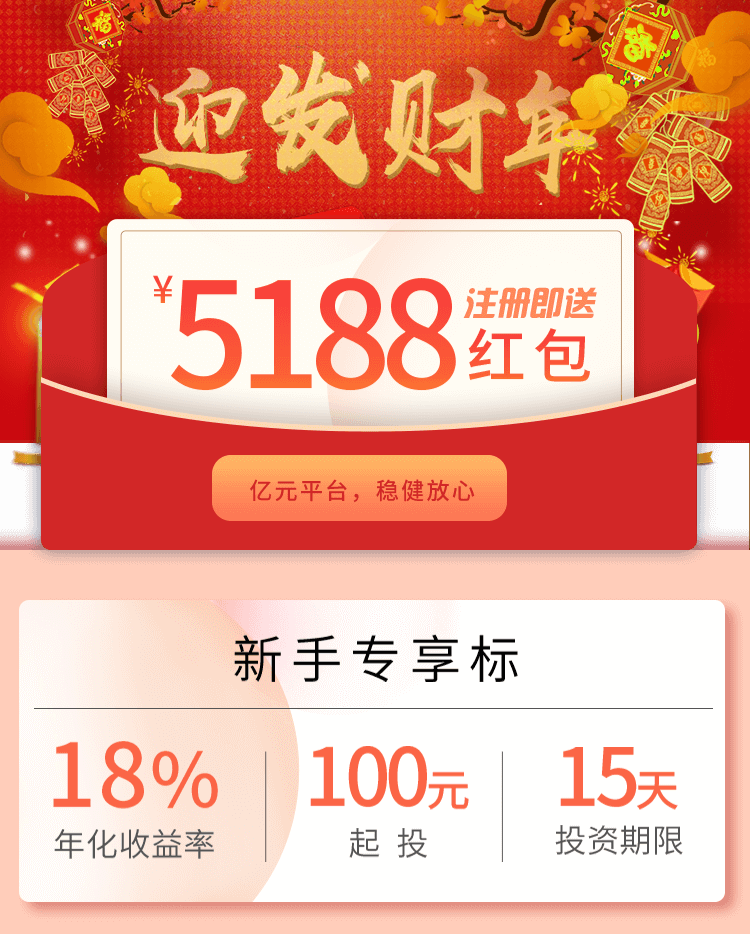 迎发财年
¥5188 注册即送
红包
亿元平台，稳健放心
新手专享标
18% 100元 15天
年化收益率 起投 投资期限